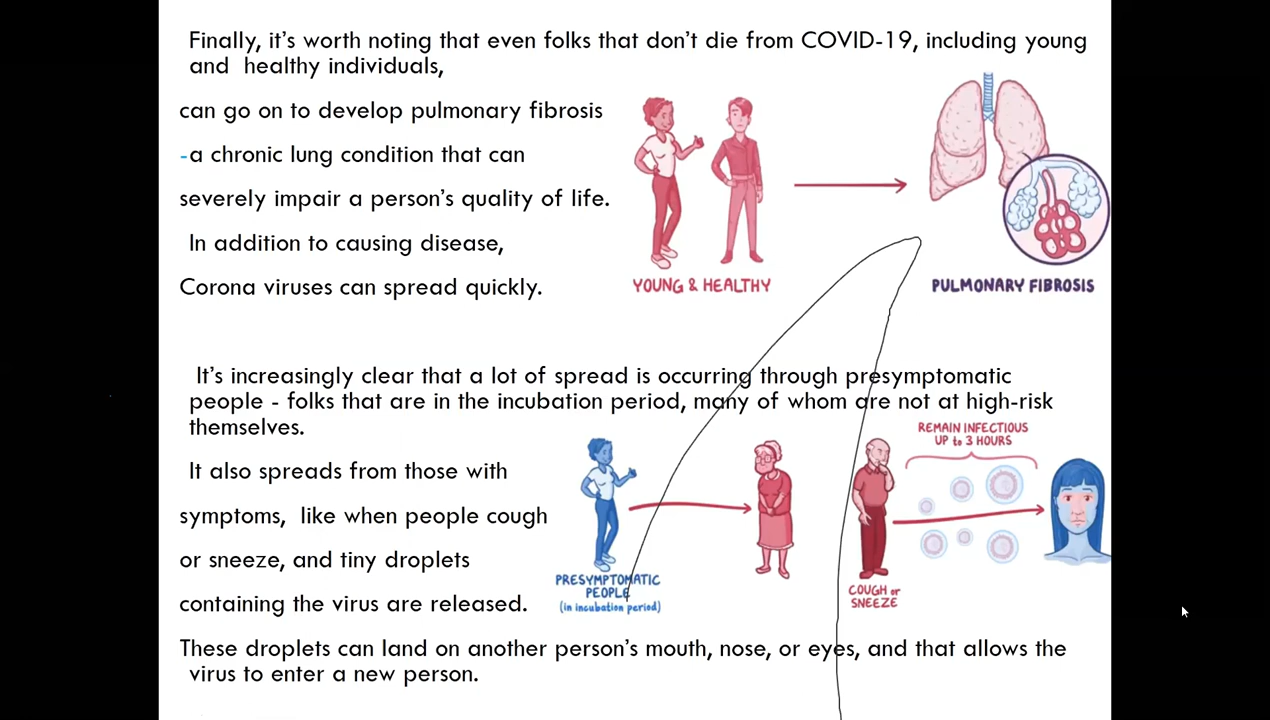 Finally, it's worth noting that even folks that don't die from COVID-19, including young
and  healthy individuals,
can go on to develop pulmonary fibrosis
-a chronic lung condition that can
severely impair a person's quality of life.
In addition to causing disease,
Corona viruses can spread quickly.
YOUNG & HEALTHY
PULMONARY FIBROSIS
It's increasingly clear that a lot of spread is occurring through presymptomatic
people - folks that are in the incubation period, many of whom are not at high-risk
themselves.
It also spreads from those with
symptoms,  like when people cough
or sneeze, and tiny droplets
containing the virus are released.
PRESYMPTOMATIC
PEOPLE
(in incubation period)
REMAIN INFECTIOUS
UP to 3 HOURS
COUGH or
SNEEZE
These droplets can land on another person's mouth, nose, or eyes, and that allows the
virus to enter a new person.